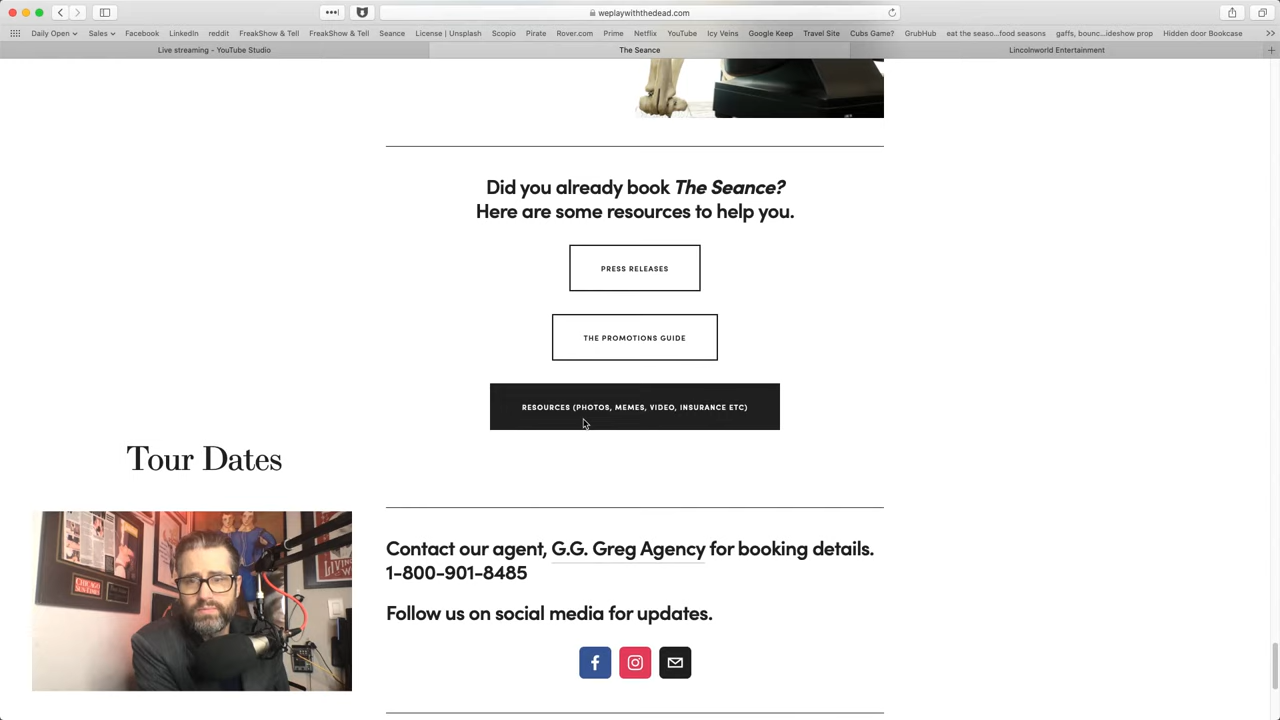 weplaywiththedead.com
Daily Open Sales Facebook LinkedIn reddit FreakShow & Tell FreakShow & Tell Seance License | Unsplash Scopio Pirate Rover.com Prime Netflix YouTube Icy Veins Google Keep Travel Site Cubs Game? GrubHub eat the seaso...food seasons gaffs, bounc...ideshow prop Hidden door Bookcase
Live streaming - YouTube Studio The Seance Lincoinworld Entertainment
Did you already book The Seance?
Here are some resources to help you.
PRESS RELEASES
THE PROMOTIONS GUIDE
RESOURCES (PHOTOS, MEMES, VIDEO, INSURANCE ETC)
Tour Dates
CHICAGO
SUN-TIMES
LIVING
Contact our agent, G.G. Greg Agency for booking details.
1-800-901-8485
Follow us on social media for updates.